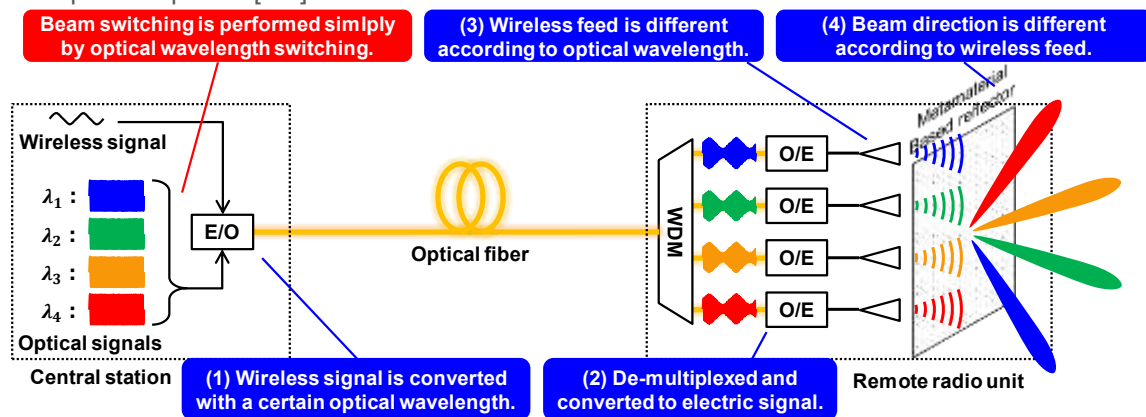 Beam switching is performed simlply
by optical wavelength switching.
(3) Wireless feed is different
according to optical wavelength.
(4) Beam direction is different
according to wireless feed.
Metamaterial
Based reflector
Wireless signal
λ1 :
λ2 :
λ3 :
λ4 :
Optical signals
E/O
Optical fiber
WDM
O/E
O/E
O/E
O/E
Central station
(1) Wireless signal is converted
with a certain optical wavelength.
(2) De-multiplexed and
converted to electric signal.
Remote radio unit